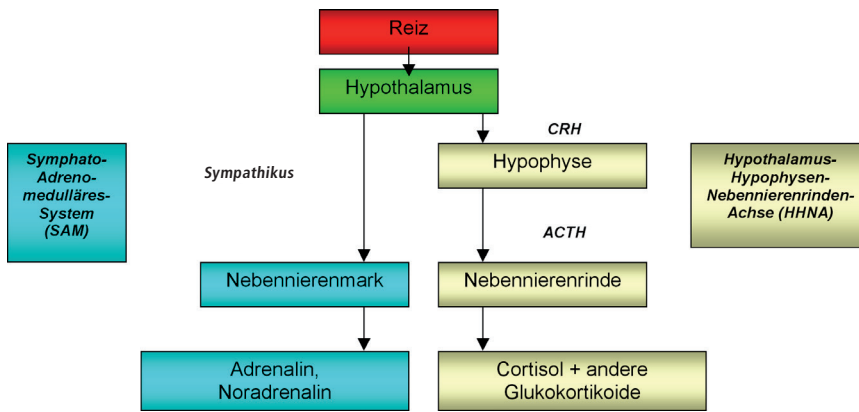 Reiz
Hypothalamus
CRH
Symphato-
Adreno-
medulläres-
System
(SAM)
Sympathikus
Hypophyse
Hypothalamus-
Hypophysen-
Nebennierenrinden-
Achse (HHNA)
ACTH
Nebennierenmark
Nebennierenrinde
Adrenalin,
Noradrenalin
Cortisol + andere
Glukokortikoide